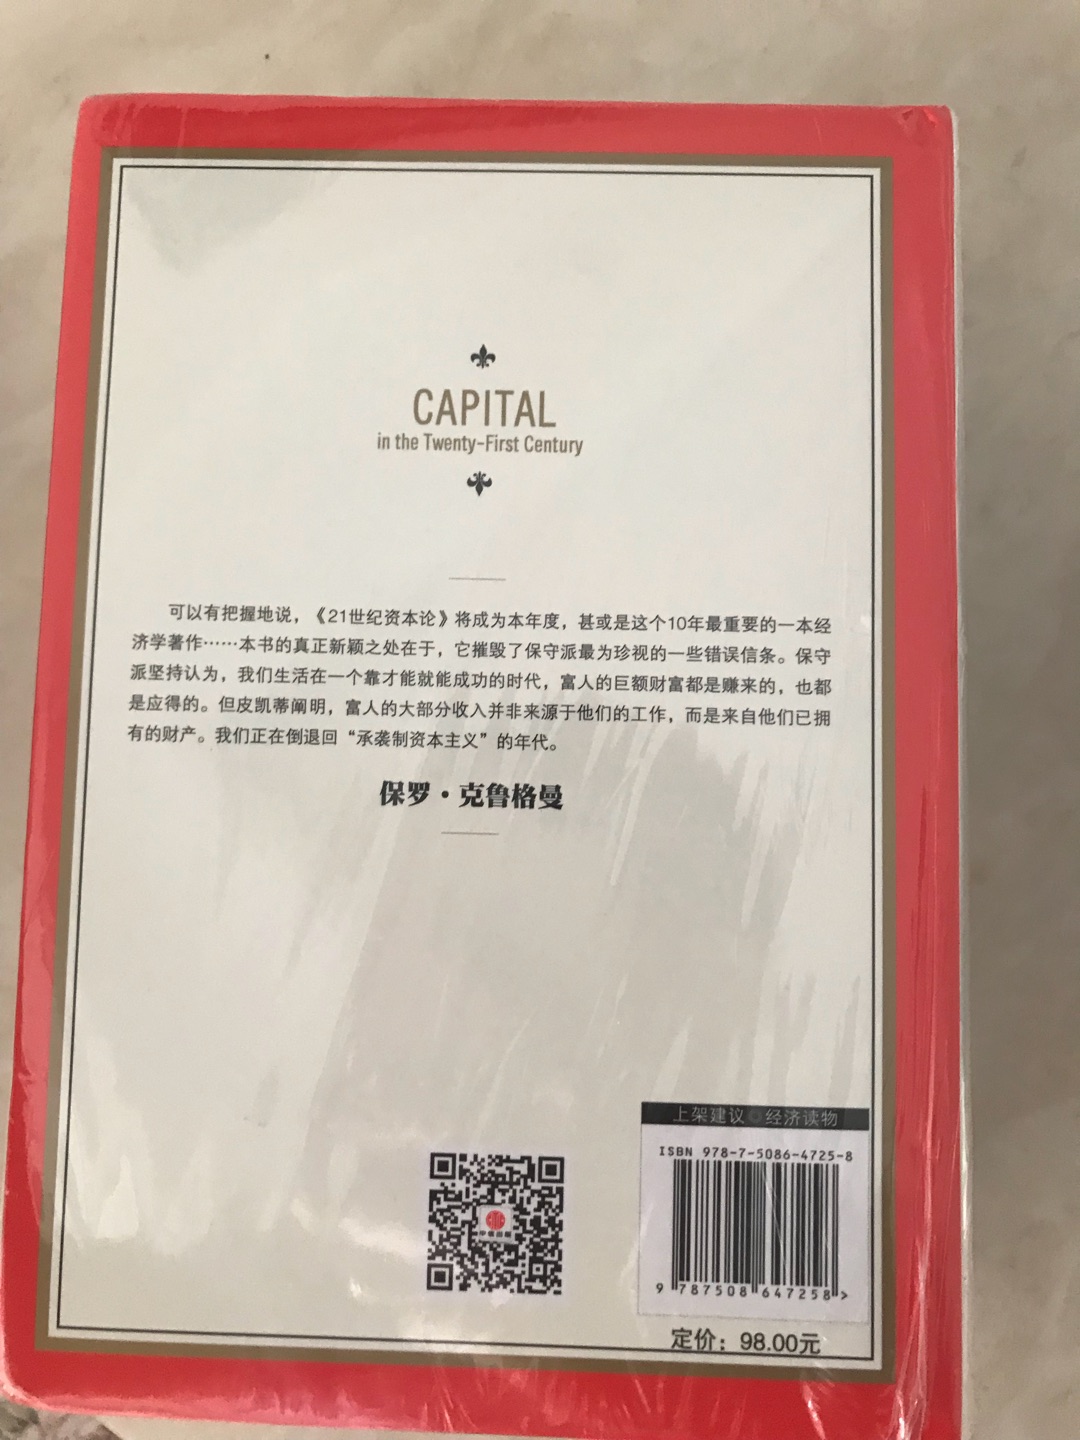 CAPITAL
in the Twenty-First Century
可以有把握地说，《21世纪资本论》将成为本年度，甚或是这个10年最重要的一本经
济学著作……本书的真正新颖之处在于，它摧毁了保守派最为珍视的一些错误信条。保守
派坚持认为，我们生活在一个靠才能就能成功的时代，富人的巨额财富都是赚来的，也都
是应得的。但皮凯蒂阐明，富人的大部分收入并非来源于他们的工作，而是来自他们已拥
有的财产。我们正在倒退回“承袭制资本主义”的年代。
保罗·克鲁格曼
上架建议◎经济读物
ISBN 978-7-5086-4725-8
9 787508 647258 >
中信出版
定价：98.00元